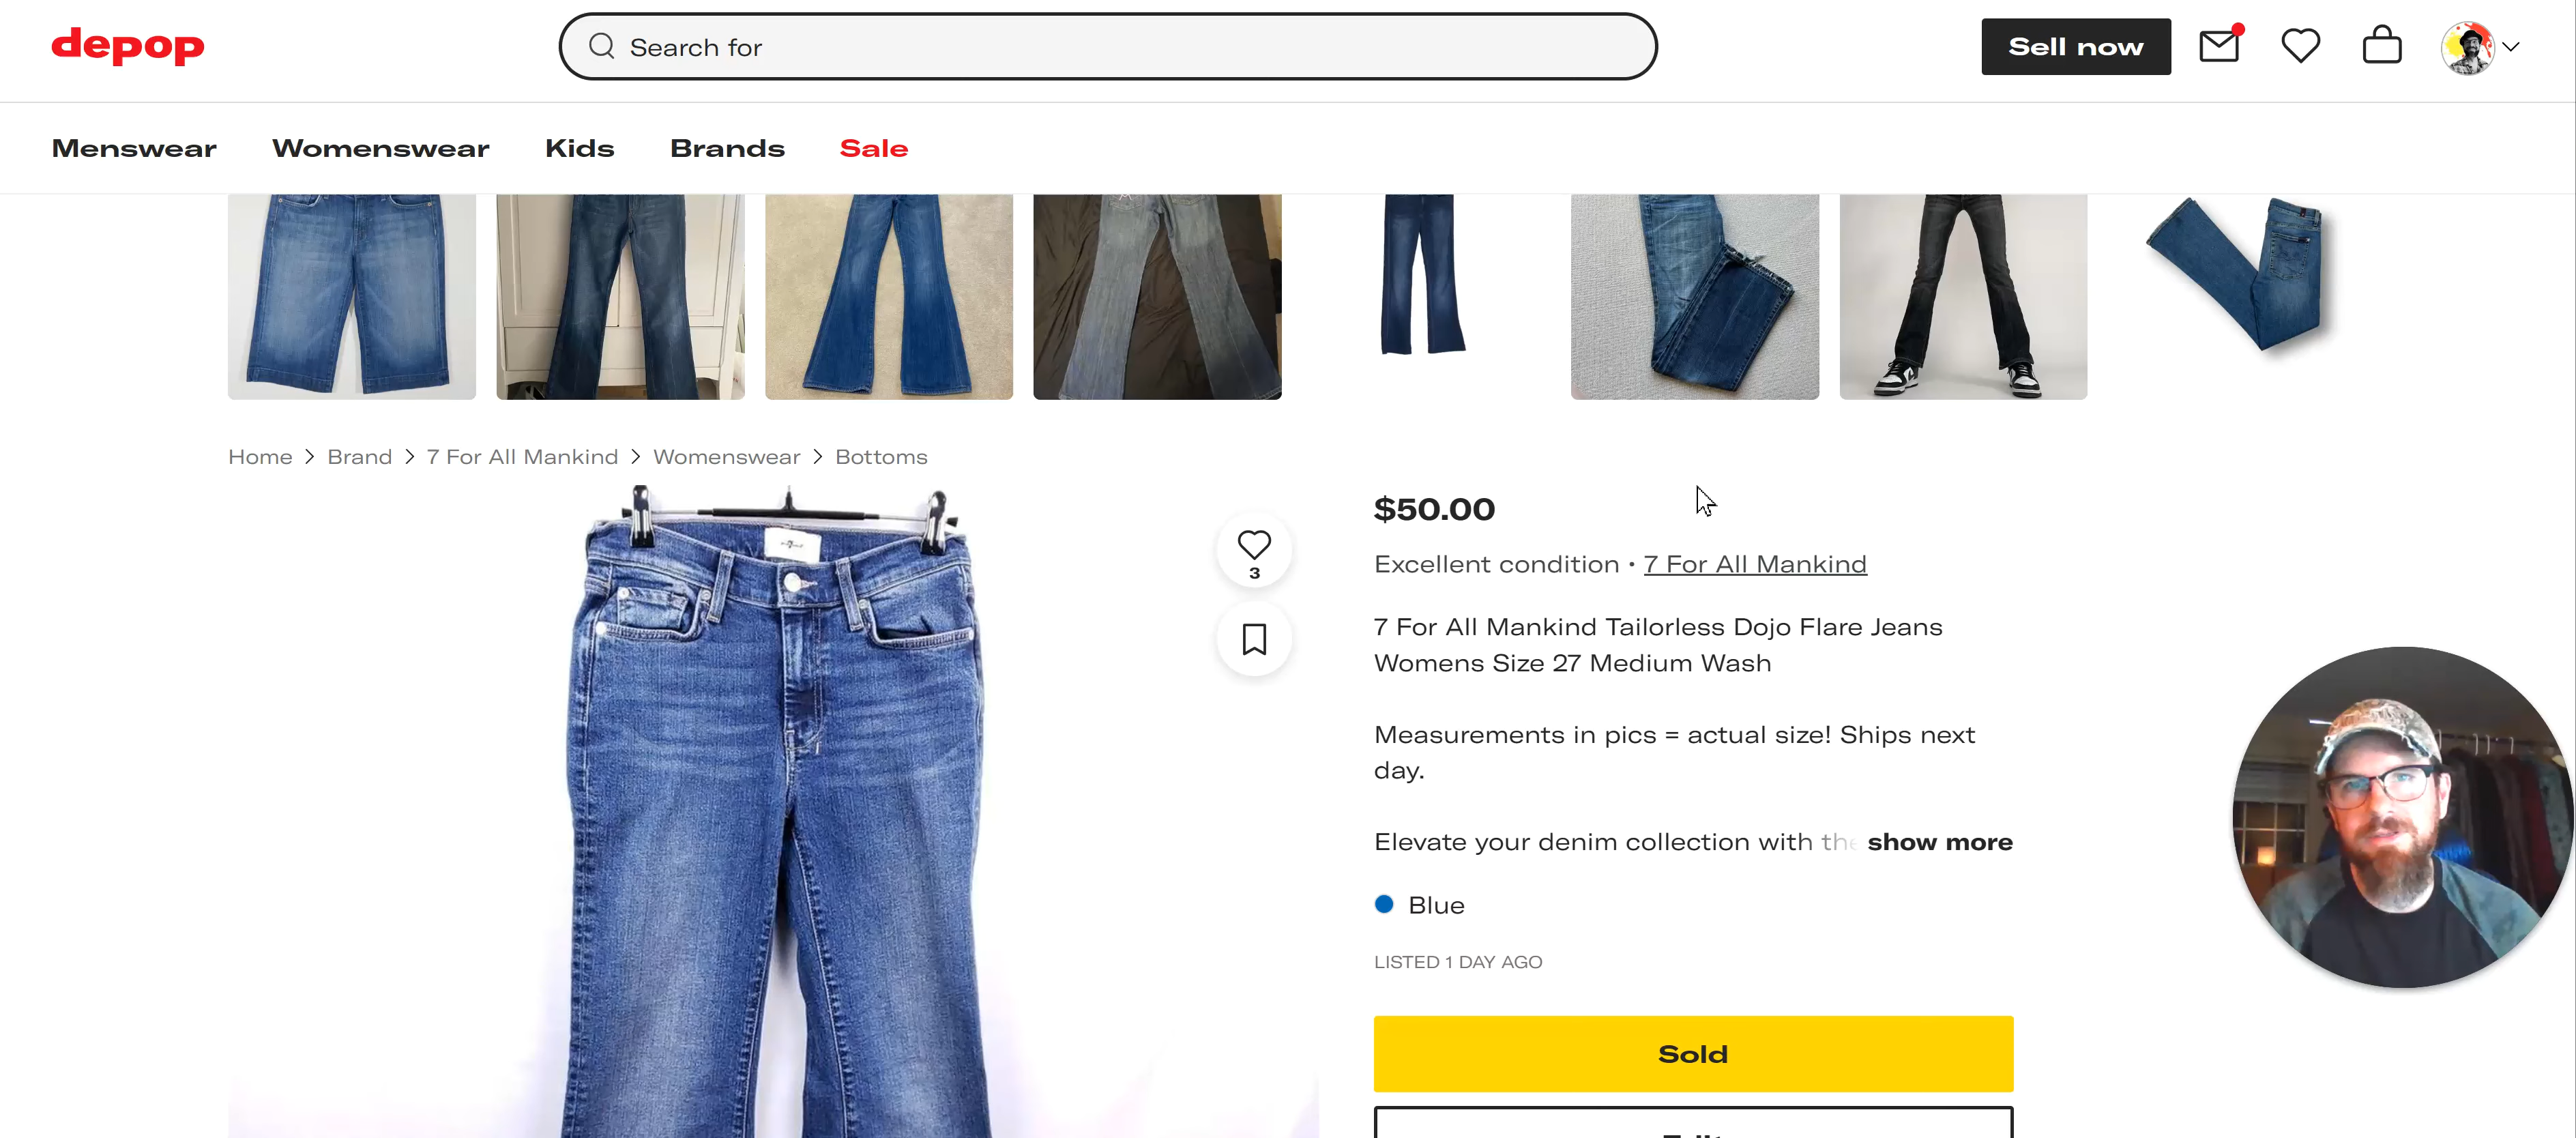 depop
Search for
Sell now
Menswear
Womenswear
Kids
Brands
Sale
Home > Brand > 7 For All Mankind > Womenswear > Bottoms
3
$50.00
Excellent condition • 7 For All Mankind
7 For All Mankind Tailorless Dojo Flare Jeans
Womens Size 27 Medium Wash
Measurements in pics = actual size! Ships next
day.
Elevate your denim collection with the show more
Blue
LISTED 1 DAY AGO
Sold